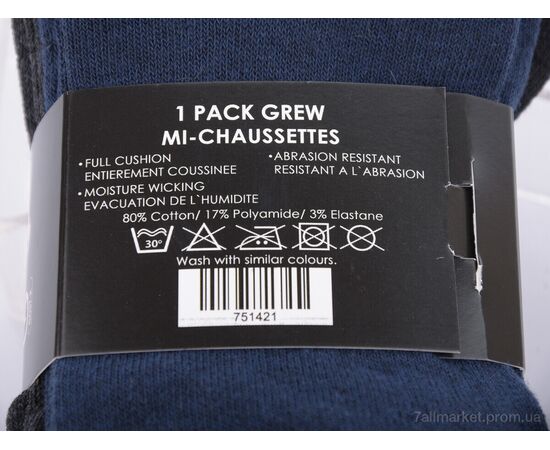 1 PACK GREW
MI-CHAUSSETTES
•FULL CUSHION
ENTIEREMENT COUSSINEE
•MOISTURE WICKING
EVACUATION DE L`HUMIDITE
•ABRASION RESISTANT
RESISTANT A L`ABRASION
80% Cotton/ 17% Polyamide/ 3% Elastane
30°
Wash with similar colours.
751421
https://7allmarket.prom.ua